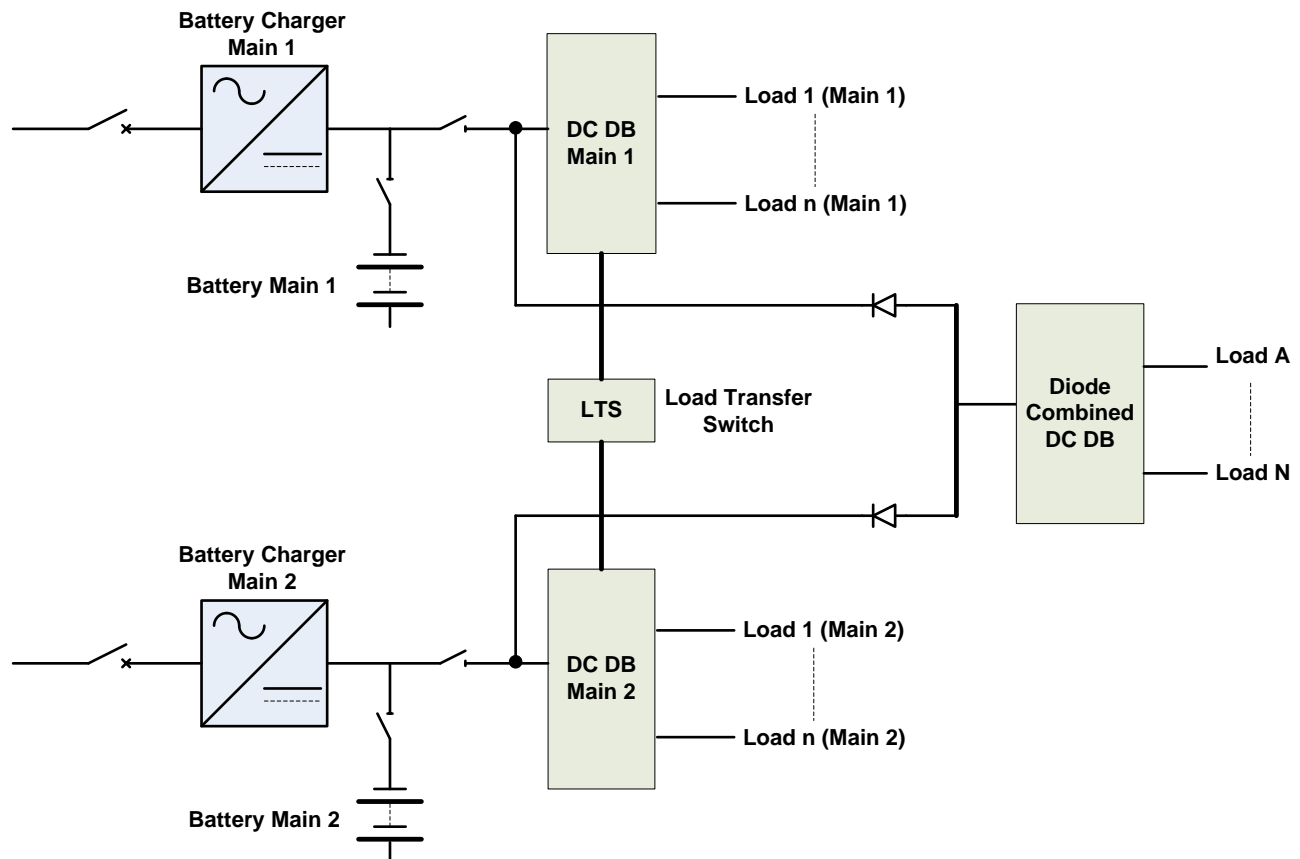 Battery Charger
Main 1
DC DB
Main 1
Load 1 (Main 1)
Load n (Main 1)
Battery Main 1
LTS
Load Transfer
Switch
Diode
Combined
DC DB
Load A
Load N
Battery Charger
Main 2
DC DB
Main 2
Load 1 (Main 2)
Load n (Main 2)
Battery Main 2